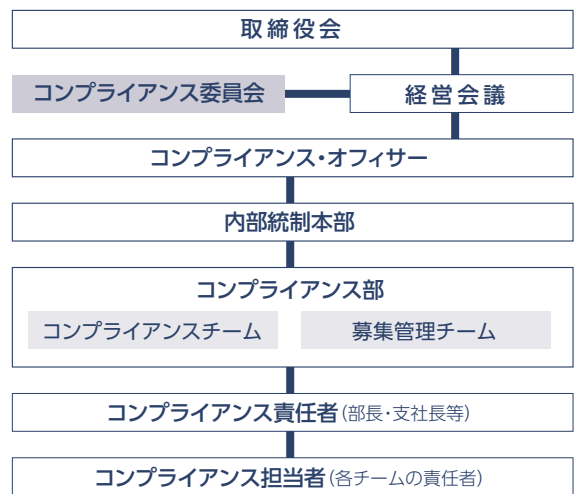 取締役会
コンプライアンス委員会
経営会議
コンプライアンス・オフィサー
内部統制本部
コンプライアンス部
コンプライアンスチーム
募集管理チーム
コンプライアンス責任者(部長・支社長等)
コンプライアンス担当者(各チームの責任者)